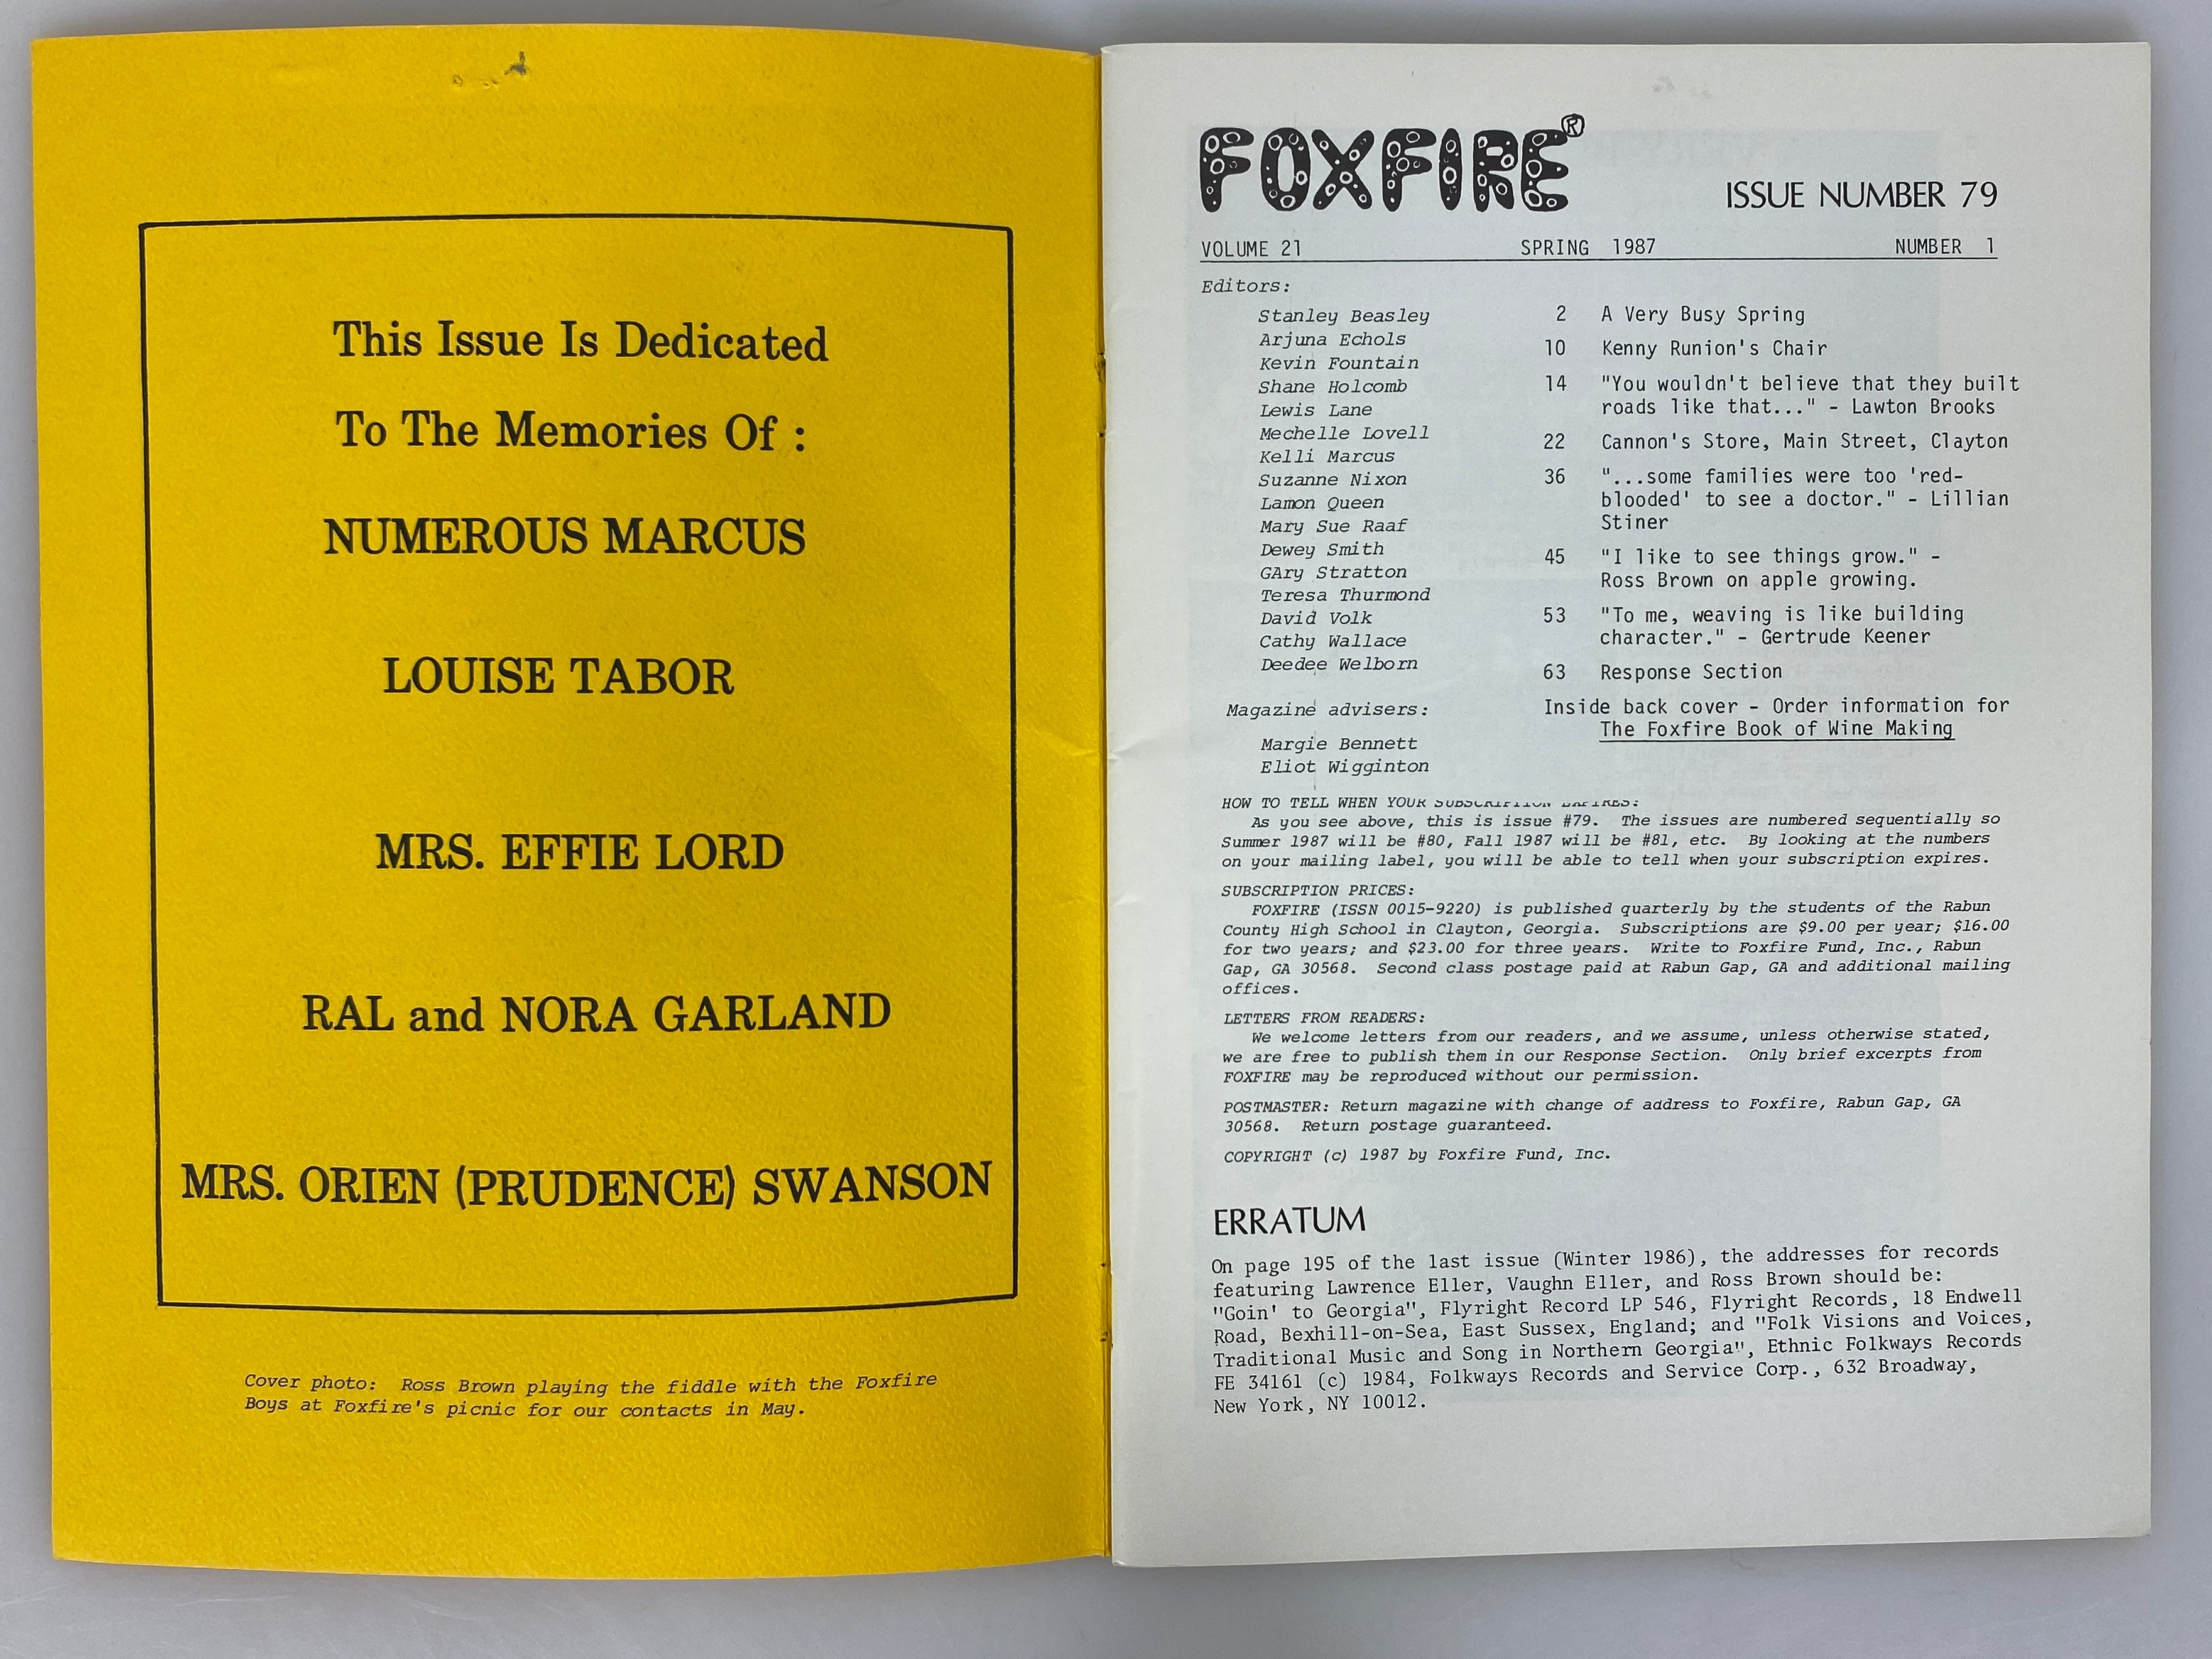 This Issue Is Dedicated
To The Memories Of :
NUMEROUS MARCUS
LOUISE TABOR
MRS. EFFIE LORD
RAL and NORA GARLAND
MRS. ORIEN (PRUDENCE) SWANSON
Cover photo: Ross Brown playing the fiddle with the Foxfire
Boys at Foxfire's picnic for our contacts in May.
FOXFIRE®
ISSUE NUMBER 79
VOLUME 21 SPRING 1987 NUMBER 1
Editors:
Stanley Beasley
Arjuna Echols
Kevin Fountain
Shane Holcomb
Lewis Lane
Mechelle Lovell
Kelli Marcus
Suzanne Nixon
Lamon Queen
Mary Sue Raaf
Dewey Smith
GAry Stratton
Teresa Thurmond
David Volk
Cathy Wallace
Deedee Welborn
Magazine advisers:
Margie Bennett
Eliot Wigginton
2 A Very Busy Spring
10 Kenny Runion's Chair
14 "You wouldn't believe that they built
roads like that..." - Lawton Brooks
22 Cannon's Store, Main Street, Clayton
36 "...some families were too 'red-
blooded' to see a doctor." - Lillian
Stiner
45 "I like to see things grow." -
Ross Brown on apple growing.
53 "To me, weaving is like building
character." - Gertrude Keener
63 Response Section
Inside back cover - Order information for
The Foxfire Book of Wine Making
HOW TO TELL WHEN YOUR SUBSCRIPTION EXPIRES:
As you see above, this is issue #79. The issues are numbered sequentially so
Summer 1987 will be #80, Fall 1987 will be #81, etc. By looking at the numbers
on your mailing label, you will be able to tell when your subscription expires.
SUBSCRIPTION PRICES:
FOXFIRE (ISSN 0015-9220) is published quarterly by the students of the Rabun
County High School in Clayton, Georgia. Subscriptions are $9.00 per year; $16.00
for two years; and $23.00 for three years. Write to Foxfire Fund, Inc., Rabun
Gap, GA 30568. Second class postage paid at Rabun Gap, GA and additional mailing
offices.
LETTERS FROM READERS:
We welcome letters from our readers, and we assume, unless otherwise stated,
we are free to publish them in our Response Section. Only brief excerpts from
FOXFIRE may be reproduced without our permission.
POSTMASTER: Return magazine with change of address to Foxfire, Rabun Gap, GA
30568. Return postage guaranteed.
COPYRIGHT (c) 1987 by Foxfire Fund, Inc.
ERRATUM
On page 195 of the last issue (Winter 1986), the addresses for records
featuring Lawrence Eller, Vaughn Eller, and Ross Brown should be:
"Goin' to Georgia", Flyright Record LP 546, Flyright Records, 18 Endwell
Road, Bexhill-on-Sea, East Sussex, England; and "Folk Visions and Voices,
Traditional Music and Song in Northern Georgia", Ethnic Folkways Records
FE 34161 (c) 1984, Folkways Records and Service Corp., 632 Broadway,
New York, NY 10012.